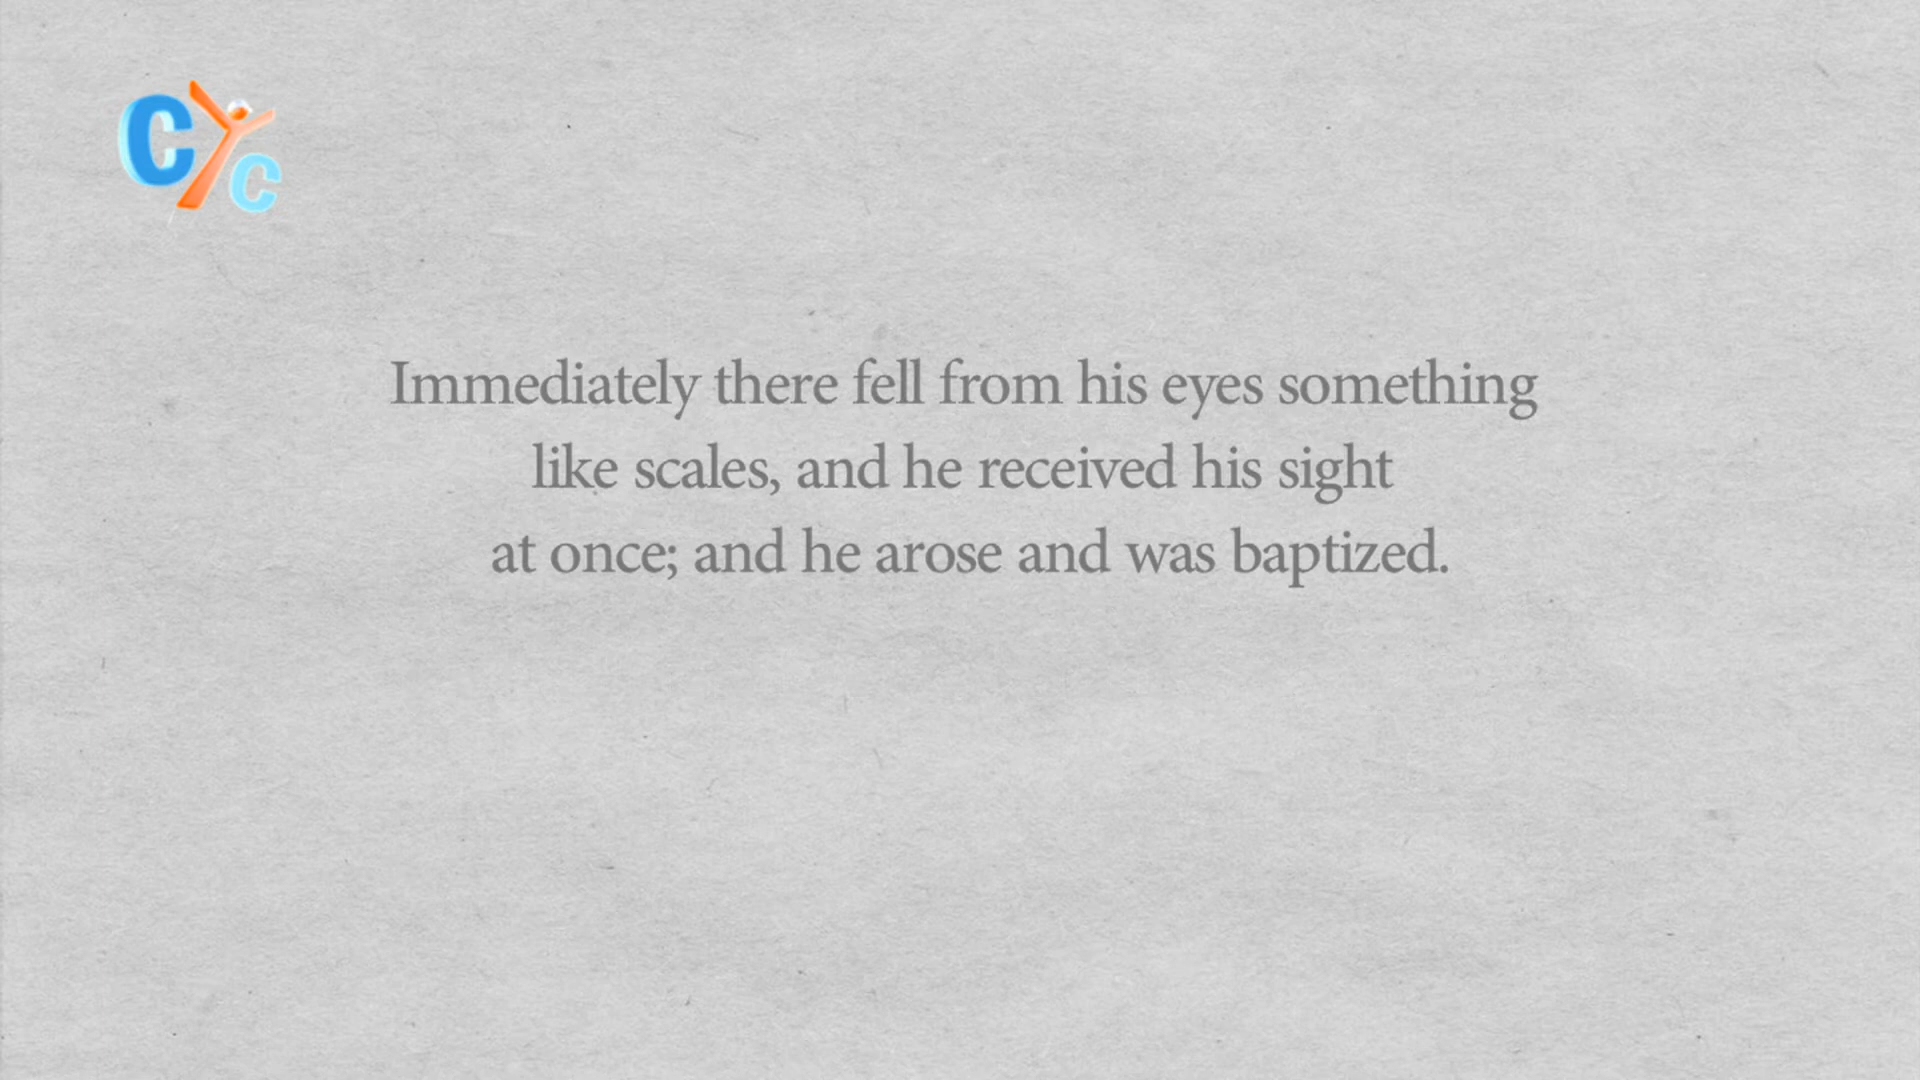 CYC
Immediately there fell from his eyes something
like scales, and he received his sight
at once; and he arose and was baptized.